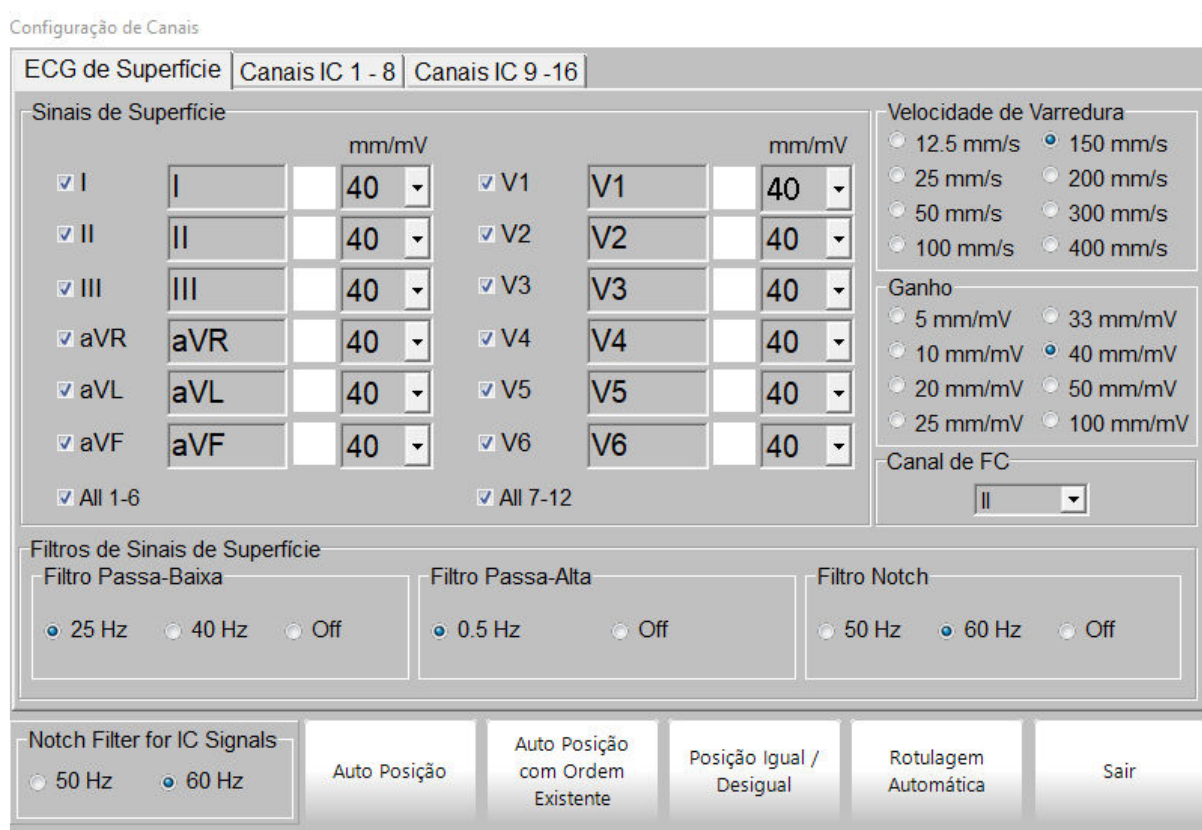 Configuração de Canais
ECG de Superfície Canais IC 1 - 8 Canais IC 9 -16
Sinais de Superfície
mm/mV mm/mV
I I 40 V1 V1 40
II II 40 V2 V2 40
III III 40 V3 V3 40
aVR aVR 40 V4 V4 40
aVL aVL 40 V5 V5 40
aVF aVF 40 V6 V6 40
All 1-6 All 7-12
Velocidade de Varredura
12.5 mm/s 150 mm/s
25 mm/s 200 mm/s
50 mm/s 300 mm/s
100 mm/s 400 mm/s
Ganho
5 mm/mV 33 mm/mV
10 mm/mV 40 mm/mV
20 mm/mV 50 mm/mV
25 mm/mV 100 mm/mV
Canal de FC
II
Filtros de Sinais de Superfície
Filtro Passa-Baixa Filtro Passa-Alta Filtro Notch
25 Hz 40 Hz Off 0.5 Hz Off 50 Hz 60 Hz Off
Notch Filter for IC Signals
50 Hz 60 Hz
Auto Posição
Auto Posição
com Ordem
Existente
Posição Igual /
Desigual
Rotulagem
Automática
Sair